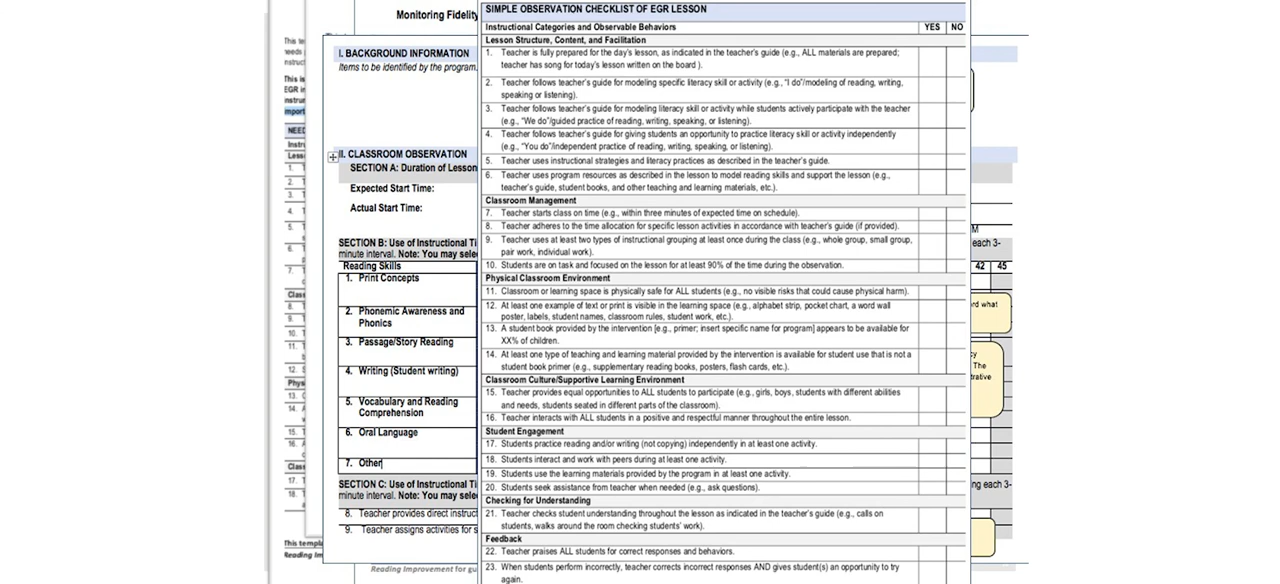 Monitoring Fidelity
I. BACKGROUND INFORMATION
Items to be identified by the program.
II. CLASSROOM OBSERVATION
SECTION A: Duration of Lesson
Expected Start Time:
Actual Start Time:
SECTION B: Use of Instructional Ti
minute interval. Note: You may sele
Reading Skills
1. Print Concepts
2. Phonemic Awareness and
Phonics
3. Passage/Story Reading
4. Writing (Student writing)
5. Vocabulary and Reading
Comprehension
6. Oral Language
7. Other
SECTION C: Use of Instructional Ti
minute interval. Note: You may sele
8. Teacher provides direct instruct
9. Teacher assigns activities for s
SIMPLE OBSERVATION CHECKLIST OF EGR LESSON
Instructional Categories and Observable Behaviors YES NO
Lesson Structure, Content, and Facilitation
1. Teacher is fully prepared for the day's lesson, as indicated in the teacher's guide (e.g., ALL materials are prepared;
teacher has song for today's lesson written on the board ).
2. Teacher follows teacher's guide for modeling specific literacy skill or activity (e.g., "I do"/modeling of reading, writing,
speaking or listening).
3. Teacher follows teacher's guide for modeling literacy skill or activity while students actively participate with the teacher
(e.g., "We do"/guided practice of reading, writing, speaking, or listening).
4. Teacher follows teacher's guide for giving students an opportunity to practice literacy skill or activity independently
(e.g., "You do"/independent practice of reading, writing, speaking, or listening).
5. Teacher uses instructional strategies and literacy practices as described in the teacher's guide.
6. Teacher uses program resources as described in the lesson to model reading skills and support the lesson (e.g.,
teacher's guide, student books, and other teaching and learning materials, etc.).
Classroom Management
7. Teacher starts class on time (e.g., within three minutes of expected time on schedule).
8. Teacher adheres to the time allocation for specific lesson activities in accordance with teacher's guide (if provided).
9. Teacher uses at least two types of instructional grouping at least once during the class (e.g., whole group, small group,
pair work, individual work).
10. Students are on task and focused on the lesson for at least 90% of the time during the observation.
Physical Classroom Environment
11. Classroom or learning space is physically safe for ALL students (e.g., no visible risks that could cause physical harm).
12. At least one example of text or print is visible in the learning space (e.g., alphabet strip, pocket chart, a word wall
poster, labels, student names, classroom rules, student work, etc.).
13. A student book provided by the intervention [e.g., primer; insert specific name for program] appears to be available for
XX% of children.
14. At least one type of teaching and learning material provided by the intervention is available for student use that is not a
student book primer (e.g., supplementary reading books, posters, flash cards, etc.).
Classroom Culture/Supportive Learning Environment
15. Teacher provides equal opportunities to ALL students to participate (e.g., girls, boys, students with different abilities
and needs, students seated in different parts of the classroom).
16. Teacher interacts with ALL students in a positive and respectful manner throughout the entire lesson.
Student Engagement
17. Students practice reading and/or writing (not copying) independently in at least one activity.
18. Students interact and work with peers during at least one activity.
19. Students use the learning materials provided by the program in at least one activity.
20. Students seek assistance from teacher when needed (e.g., ask questions).
Checking for Understanding
21. Teacher checks student understanding throughout the lesson as indicated in the teacher's guide (e.g., calls on
students, walks around the room checking students' work).
Feedback
22. Teacher praises ALL students for correct responses and behaviors.
23. When students perform incorrectly, teacher corrects incorrect responses AND gives student(s) an opportunity to try
again.
each 3-
42 45
rd what
The
trative
ng each 3-
This templa
Reading Im
Reading Improvement for gu